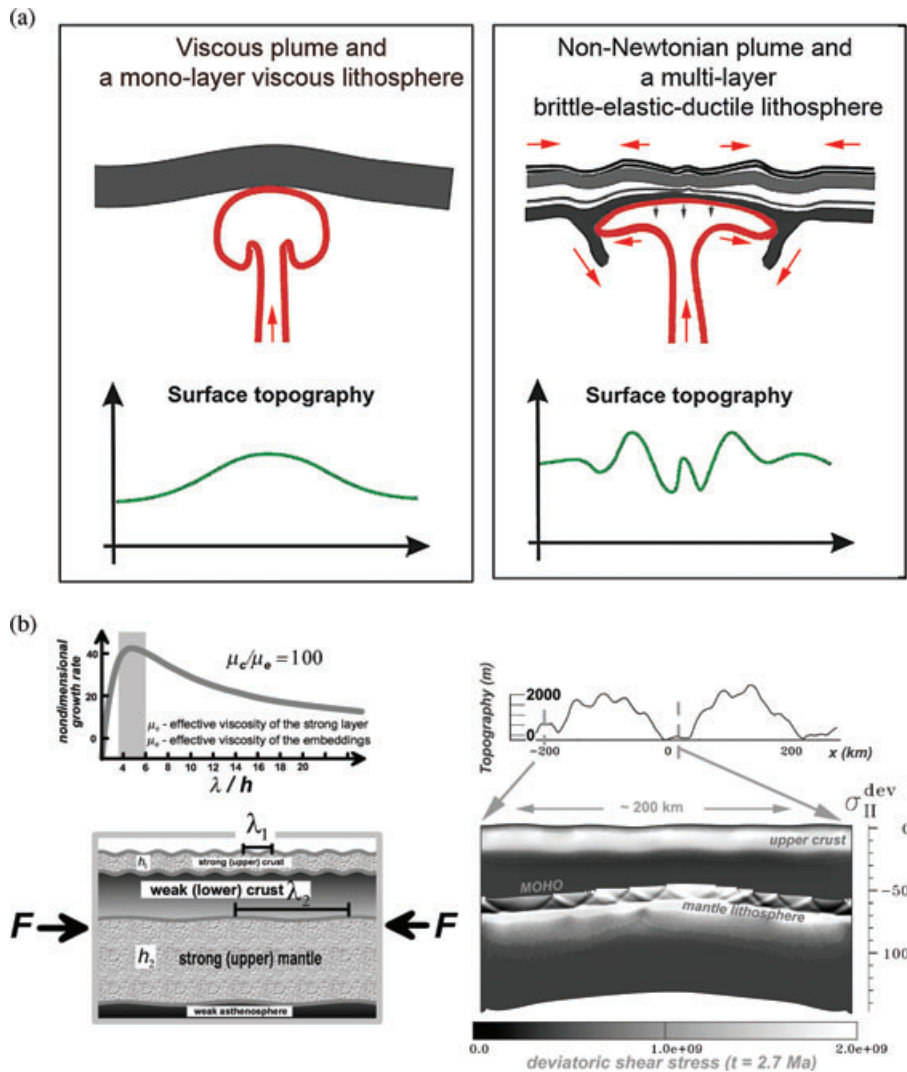 (a)
Viscous plume and
a mono-layer viscous lithosphere
Surface topography
Non-Newtonian plume and
a multi-layer
brittle-elastic-ductile lithosphere
Surface topography
(b)
nondimensional
growth rate
40
20
0
μc/μe = 100
μe - effective viscosity of the strong layer
μe - effective viscosity of the embeddings
4 6 8 10 12 14 16 18 20
λ / h
λ1
h1 strong (upper) crust
weak (lower) crust λ2
F F
h2 strong (upper) mantle
weak asthenosphere
Topography (m)
2000
0
-200 0 200 x (km)
~ 200 km
σ II dev
upper crust
MOHO
mantle lithosphere
0
-50
100
0.0 1.0e+09 2.0e+09
deviatoric shear stress (t = 2.7 Ma)